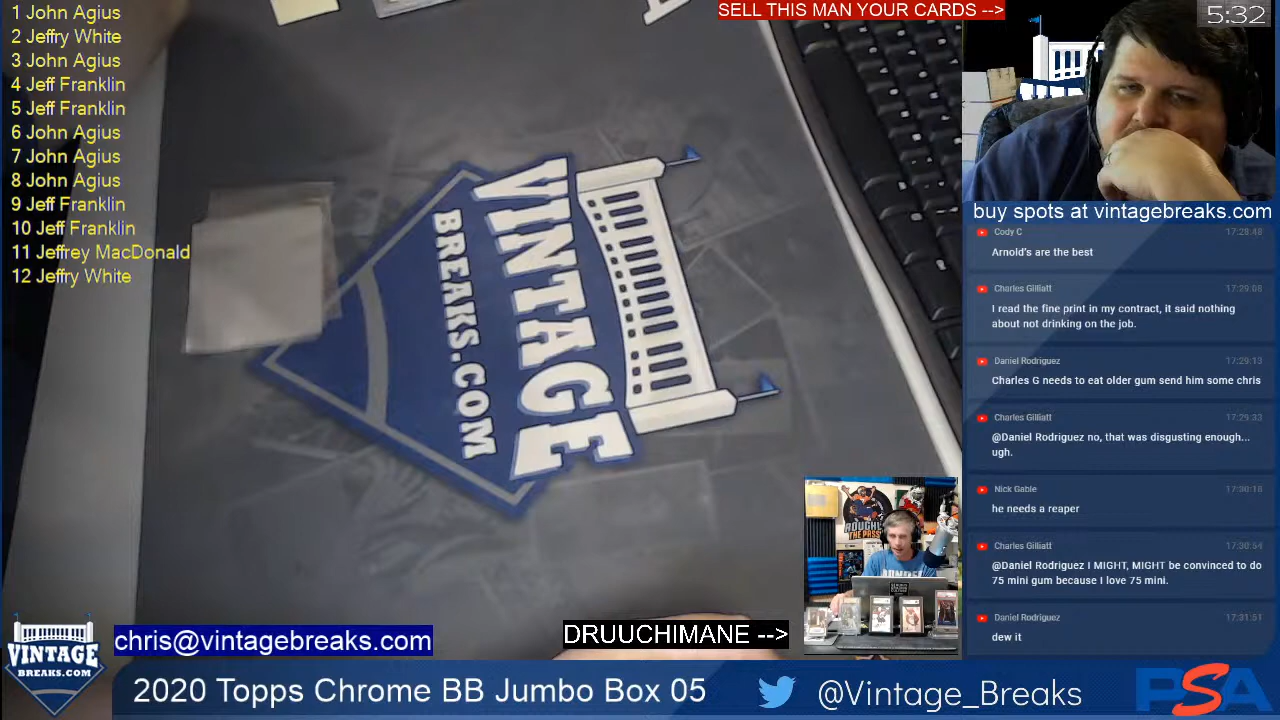 1 John Agius
2 Jeffry White
3 John Agius
4 Jeff Franklin
5 Jeff Franklin
6 John Agius
7 John Agius
8 John Agius
9 Jeff Franklin
10 Jeff Franklin
11 Jeffrey MacDonald
12 Jeffry White
SELL THIS MAN YOUR CARDS -->
5:32
VINTAGE
BREAKS.COM
buy spots at vintagebreaks.com
Cody C 17:28:48
Arnold's are the best
Charles Gilliatt 17:29:08
I read the fine print in my contract, it said nothing
about not drinking on the job.
Daniel Rodriguez 17:29:13
Charles G needs to eat older gum send him some chris
Charles Gilliatt 17:29:33
@Daniel Rodriguez no, that was disgusting enough...
ugh.
Nick Gable 17:30:18
he needs a reaper
Charles Gilliatt 17:30:54
@Daniel Rodriguez I MIGHT, MIGHT be convinced to do
75 mini gum because I love 75 mini.
Daniel Rodriguez 17:31:51
dew it
DRUUCHIMANE -->
chris@vintagebreaks.com
VINTAGE
BREAKS.COM
2020 Topps Chrome BB Jumbo Box 05
@Vintage_Breaks
PSA